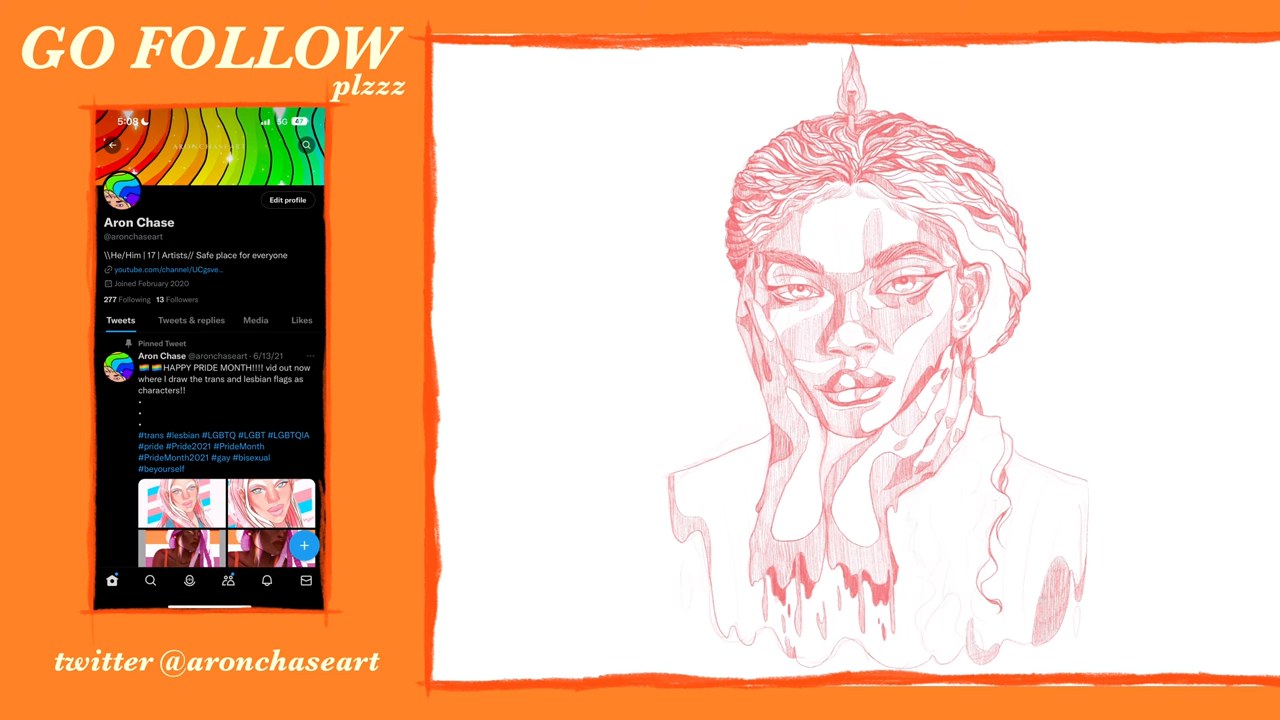 GO FOLLOW
plzzz
5:08
5G 47
ARONCHASEART
Edit profile
Aron Chase
@aronchaseart
\\He/Him | 17 | Artists// Safe place for everyone
youtube.com/channel/UCgsve...
Joined February 2020
277 Following 13 Followers
Tweets Tweets & replies Media Likes
Pinned Tweet
Aron Chase @aronchaseart · 6/13/21
🏳️‍🌈 🏳️‍🌈 HAPPY PRIDE MONTH!!!! vid out now
where I draw the trans and lesbian flags as
characters!!
.
.
.
#trans #lesbian #LGBTQ #LGBT #LGBTQIA
#pride #Pride2021 #PrideMonth
#PrideMonth2021 #gay #bisexual
#beyourself
twitter @aronchaseart